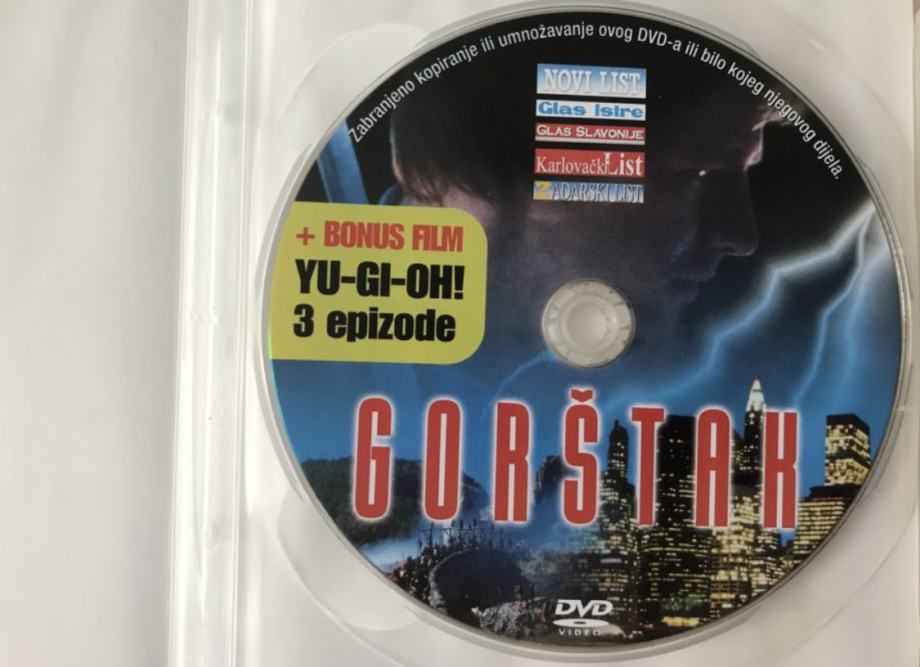 Zabranjeno kopiranje ili umnožavanje ovog DVD-a ili bilo kojeg njegovog dijela.
NOVI LIST
Glas Istre
GLAS SLAVONIJE
KarlovačkiList
ZADARSKI LIST
+ BONUS FILM
YU-GI-OH!
3 epizode
GORŠTAK
DVD
VIDEO